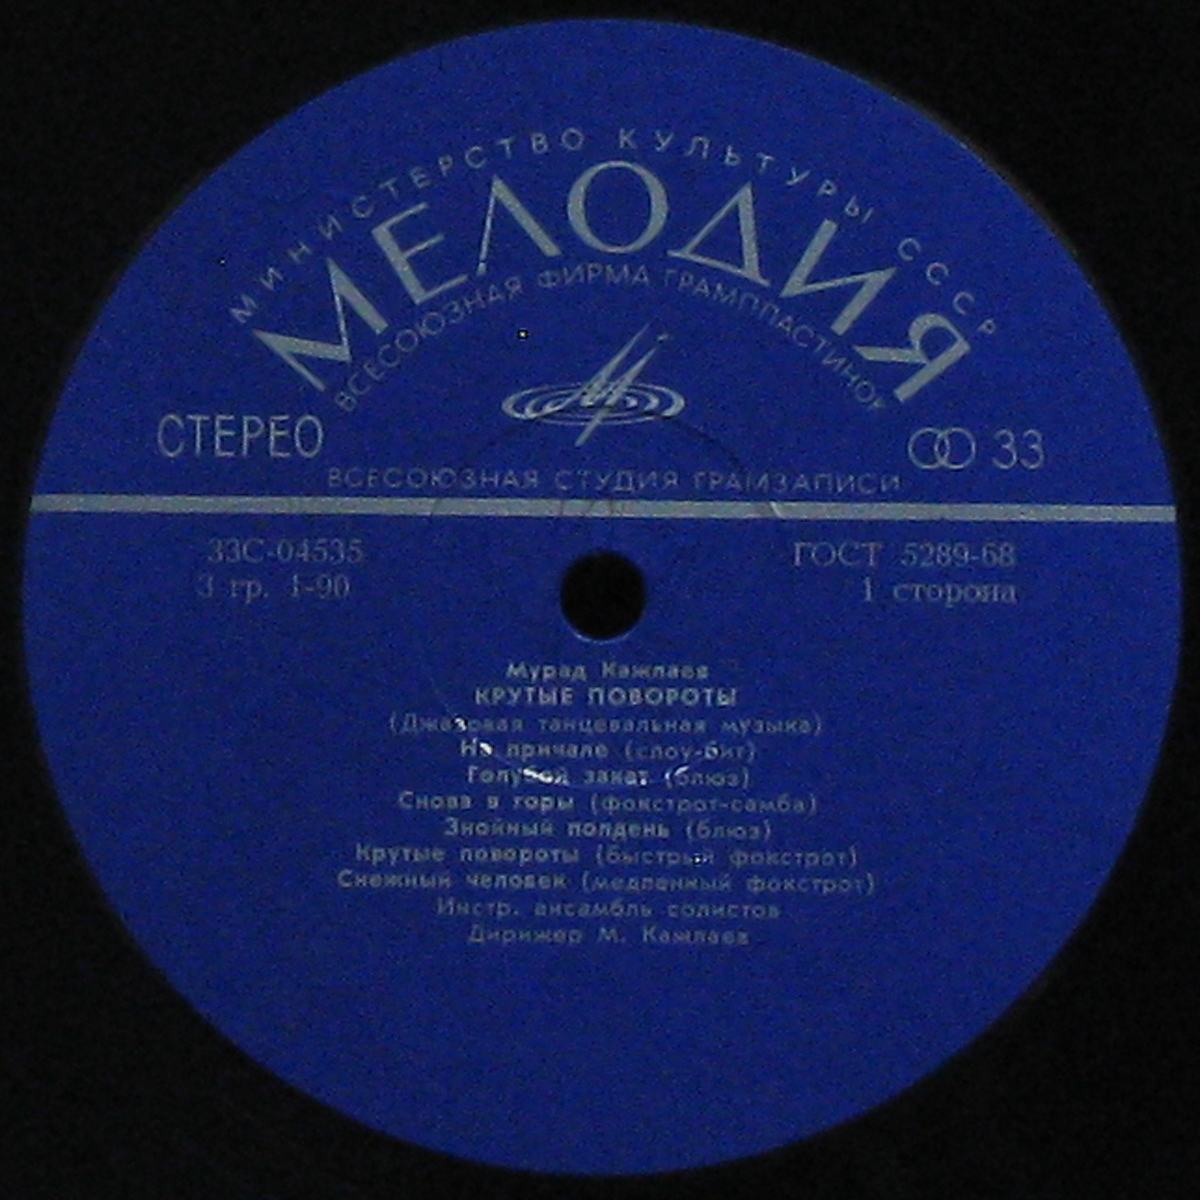 МИНИСТЕРСТВО КУЛЬТУРЫ СССР
МЕЛОДИЯ
ВСЕСОЮЗНАЯ ФИРМА ГРАМПЛАСТИНОК
СТЕРЕО
33
ВСЕСОЮЗНАЯ СТУДИЯ ГРАМЗАПИСИ
33С-04535
ГОСТ 5289-68
3 гр. 1-90
1 сторона
Мурад Кажлаев
КРУТЫЕ ПОВОРОТЫ
(Джазовая танцевальная музыка)
На причале (слоу-бит)
Голубой закат (блюз)
Снова в горы (фокстрот-самба)
Знойный полдень (блюз)
Крутые повороты (быстрый фокстрот)
Снежный человек (медленный фокстрот)
Инстр. ансамбль солистов
Дирижер М. Кажлаев